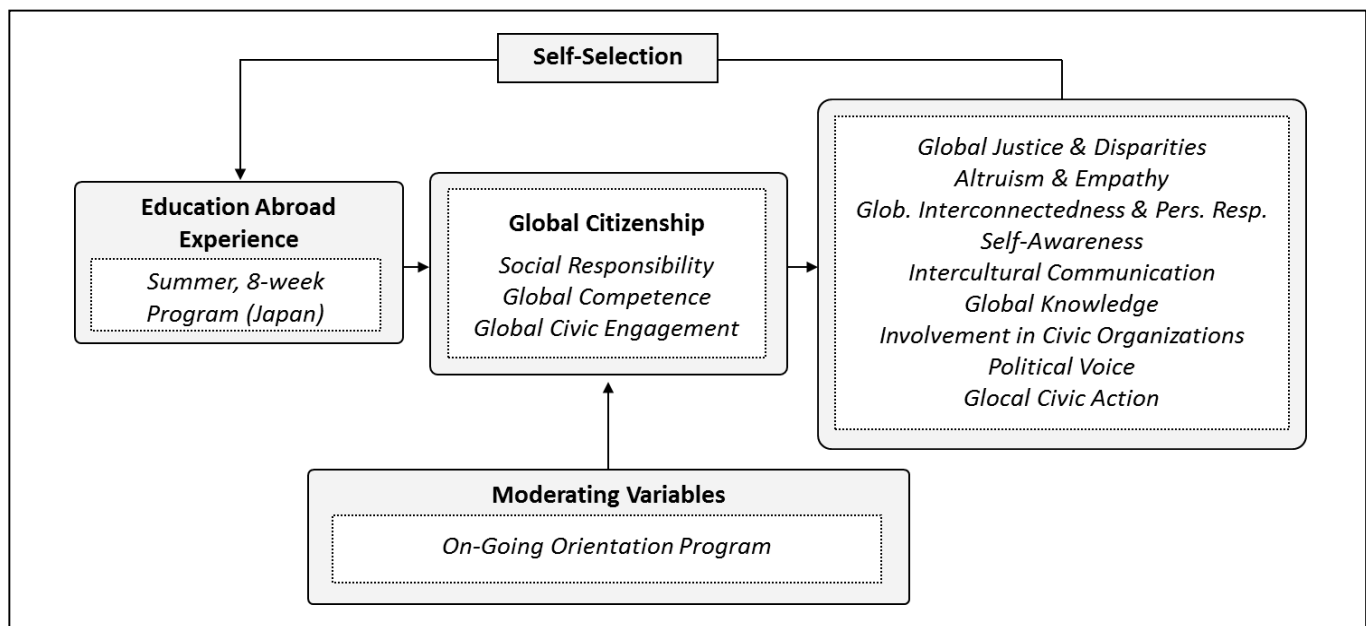 Self-Selection
Education Abroad
Experience
Summer, 8-week
Program (Japan)
Global Citizenship
Social Responsibility
Global Competence
Global Civic Engagement
Global Justice & Disparities
Altruism & Empathy
Glob. Interconnectedness & Pers. Resp.
Self-Awareness
Intercultural Communication
Global Knowledge
Involvement in Civic Organizations
Political Voice
Glocal Civic Action
Moderating Variables
On-Going Orientation Program